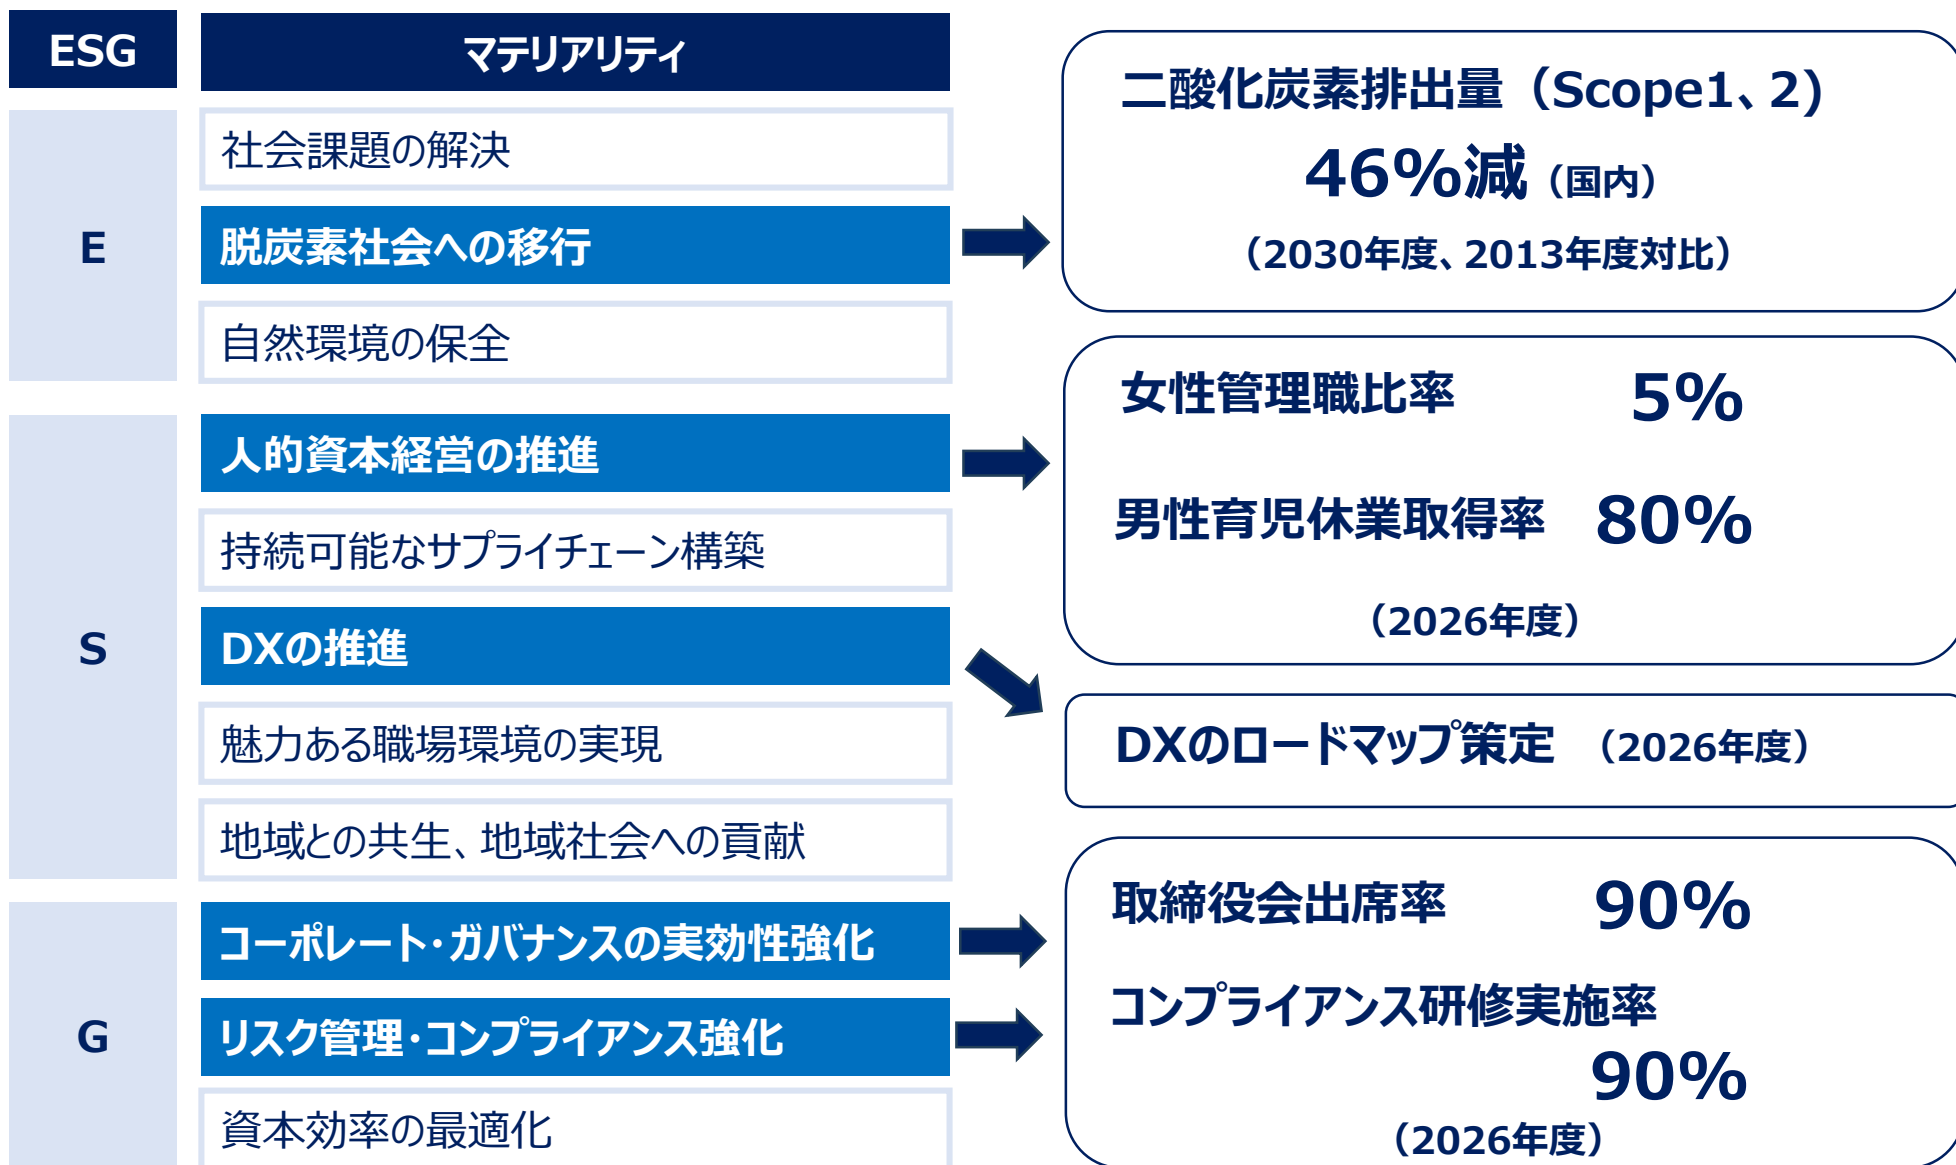 ESG
マテリアリティ
E
社会課題の解決
脱炭素社会への移行
自然環境の保全
S
人的資本経営の推進
持続可能なサプライチェーン構築
DXの推進
魅力ある職場環境の実現
地域との共生、地域社会への貢献
G
コーポレート・ガバナンスの実効性強化
リスク管理・コンプライアンス強化
資本効率の最適化
二酸化炭素排出量（Scope1、2)
46%減（国内）
（2030年度、2013年度対比）
女性管理職比率 5%
男性育児休業取得率 80%
（2026年度）
DXのロードマップ策定 （2026年度）
取締役会出席率 90%
コンプライアンス研修実施率
90%
（2026年度）